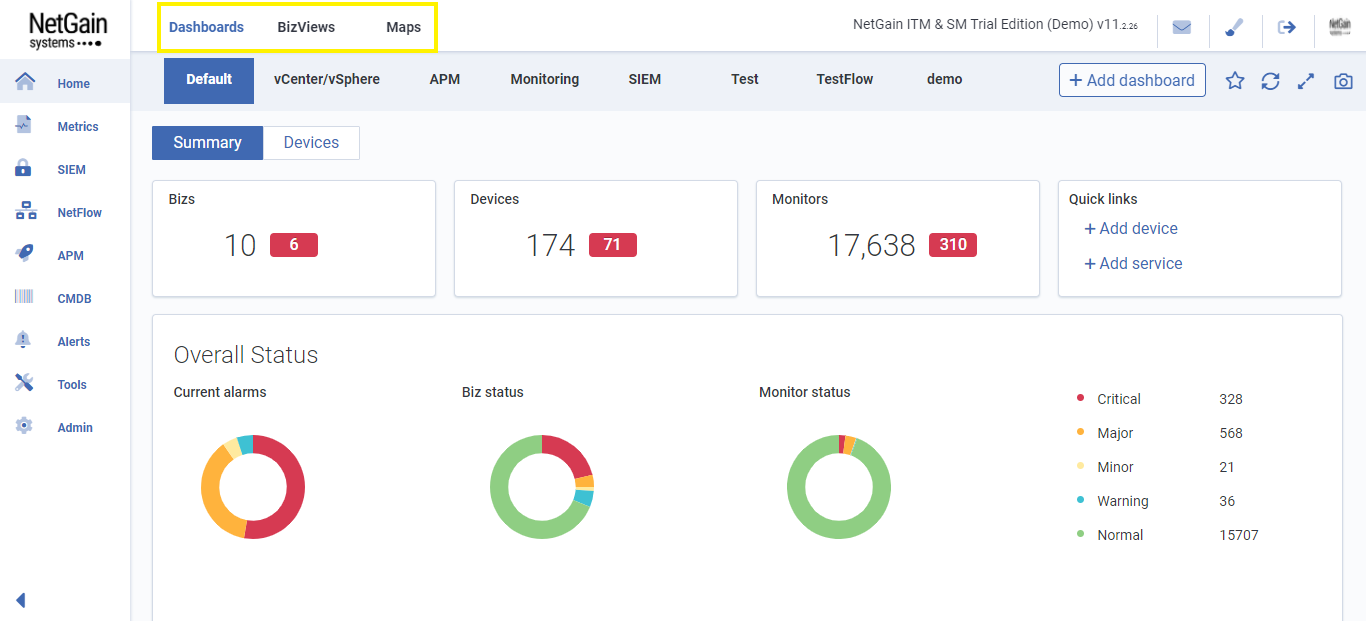 NetGain
systems
Dashboards BizViews Maps
NetGain ITM & SM Trial Edition (Demo) v11.2.26
NetGain
Home
Metrics
SIEM
NetFlow
APM
CMDB
Alerts
Tools
Admin
Default vCenter/vSphere APM Monitoring SIEM Test TestFlow demo
+ Add dashboard
Summary Devices
Bizs
10 6
Devices
174 71
Monitors
17,638 310
Quick links
+ Add device
+ Add service
Overall Status
Current alarms
Biz status
Monitor status
Critical 328
Major 568
Minor 21
Warning 36
Normal 15707